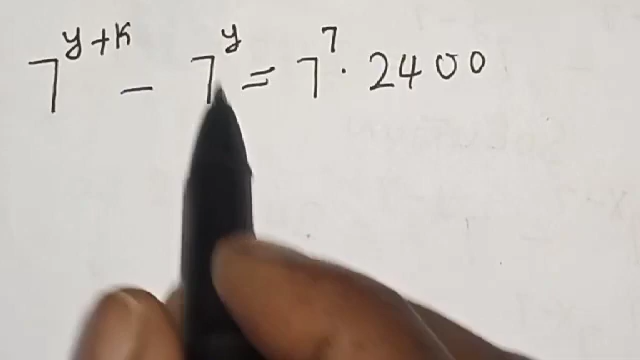 7^{y+k} - 7^y = 7^7 · 2400